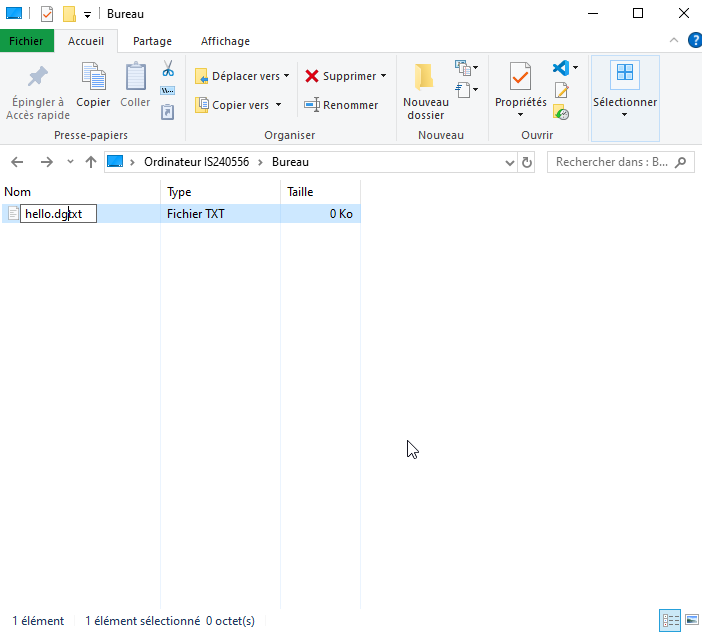 Bureau
Fichier Accueil Partage Affichage
?
Épingler à Accès rapide
Copier
Coller
Déplacer vers
Copier vers
Supprimer
Renommer
Nouveau dossier
Propriétés
Sélectionner
Presse-papiers Organiser Nouveau Ouvrir
Ordinateur IS240556 > Bureau
Rechercher dans : B...
Nom Type Taille
hello.dgtxt Fichier TXT 0 Ko
1 élément 1 élément sélectionné 0 octet(s)